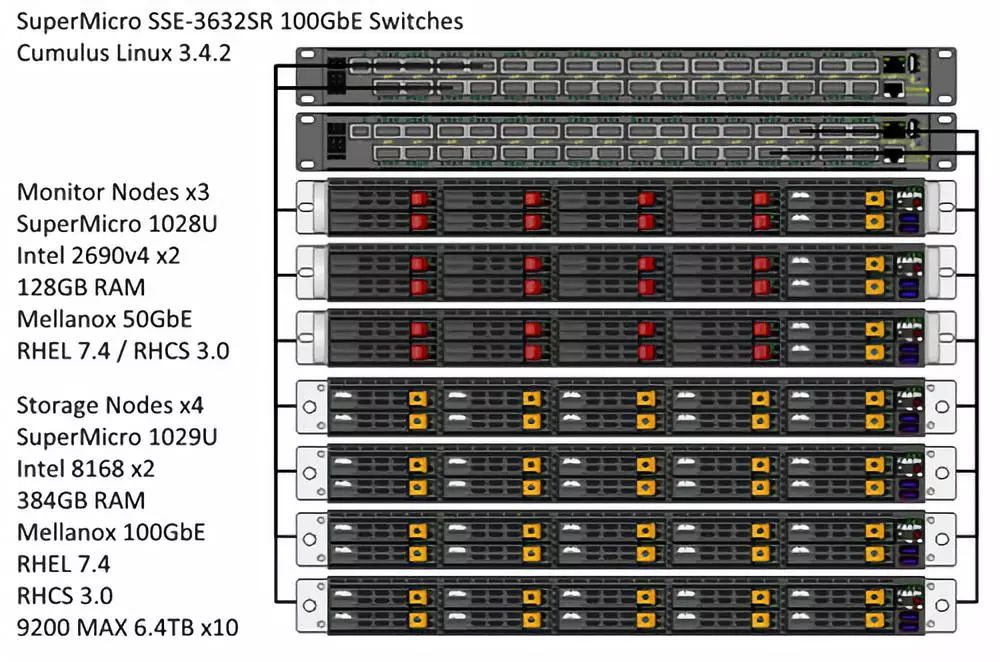 SuperMicro SSE-3632SR 100GbE Switches
Cumulus Linux 3.4.2
Monitor Nodes x3
SuperMicro 1028U
Intel 2690v4 x2
128GB RAM
Mellanox 50GbE
RHEL 7.4 / RHCS 3.0
Storage Nodes x4
SuperMicro 1029U
Intel 8168 x2
384GB RAM
Mellanox 100GbE
RHEL 7.4
RHCS 3.0
9200 MAX 6.4TB x10